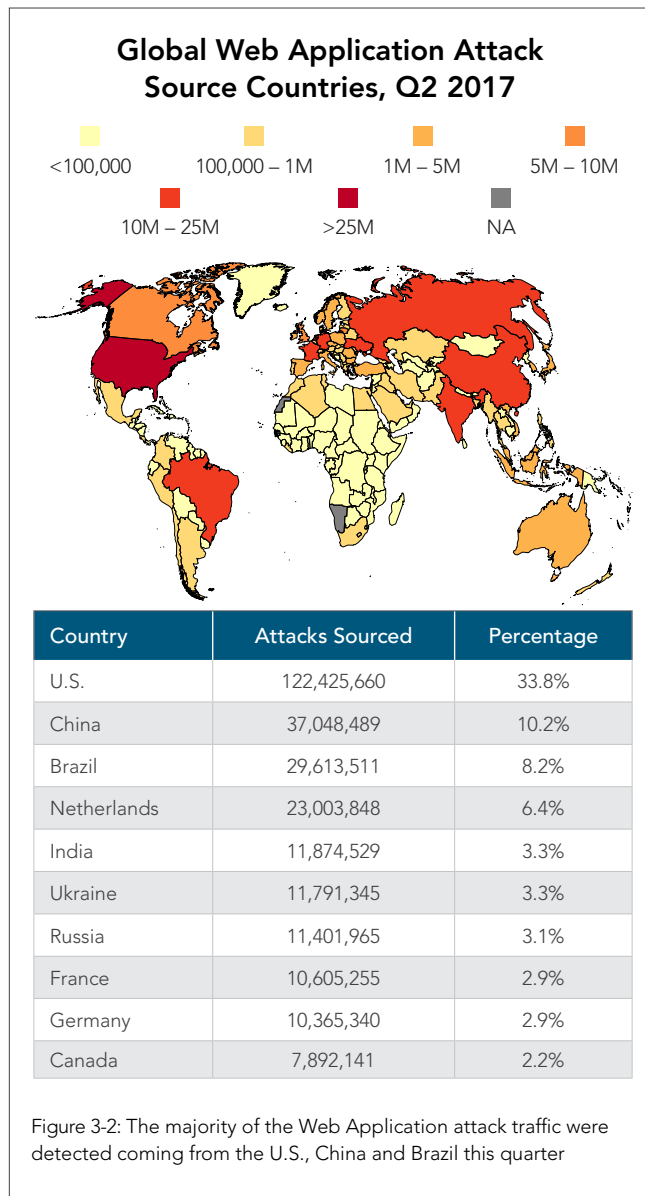 Global Web Application Attack
Source Countries, Q2 2017
<100,000 100,000 – 1M 1M – 5M 5M – 10M
10M – 25M >25M NA
Country Attacks Sourced Percentage
U.S. 122,425,660 33.8%
China 37,048,489 10.2%
Brazil 29,613,511 8.2%
Netherlands 23,003,848 6.4%
India 11,874,529 3.3%
Ukraine 11,791,345 3.3%
Russia 11,401,965 3.1%
France 10,605,255 2.9%
Germany 10,365,340 2.9%
Canada 7,892,141 2.2%
Figure 3-2: The majority of the Web Application attack traffic were
detected coming from the U.S., China and Brazil this quarter